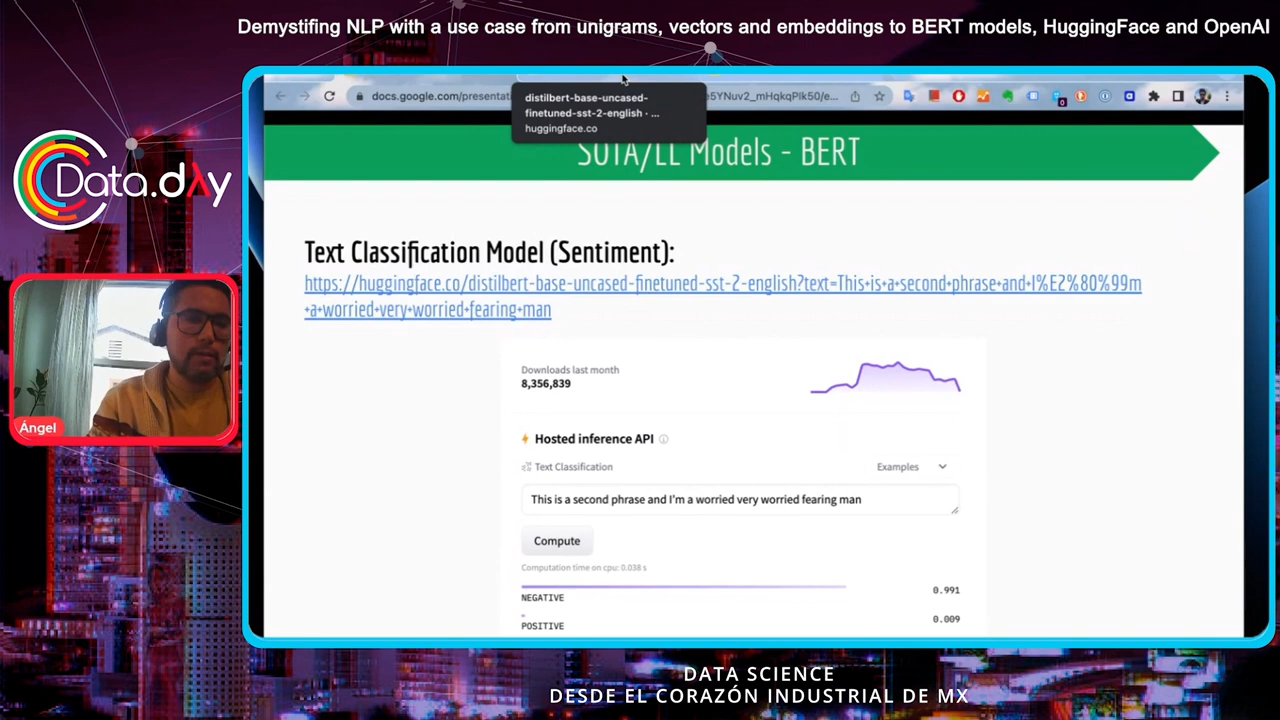 Demystifing NLP with a use case from unigrams, vectors and embeddings to BERT models, HuggingFace and OpenAI
Data.dAy
docs.google.com/presentati
e5YNuv2_mHqkqPlk50/e...
distilbert-base-uncased-
finetuned-sst-2-english · ...
huggingface.co
SOTA/LL Models - BERT
Text Classification Model (Sentiment):
https://huggingface.co/distilbert-base-uncased-finetuned-sst-2-english?text=This+is+a+second+phrase+and+I%E2%80%99m
+a+worried+very+worried+fearing+man
Downloads last month
8,356,839
Hosted inference API
Text Classification
Examples
This is a second phrase and I'm a worried very worried fearing man
Compute
Computation time on cpu: 0.038 s
NEGATIVE
0.991
POSITIVE
0.009
Ángel
DATA SCIENCE
DESDE EL CORAZÓN INDUSTRIAL DE MX